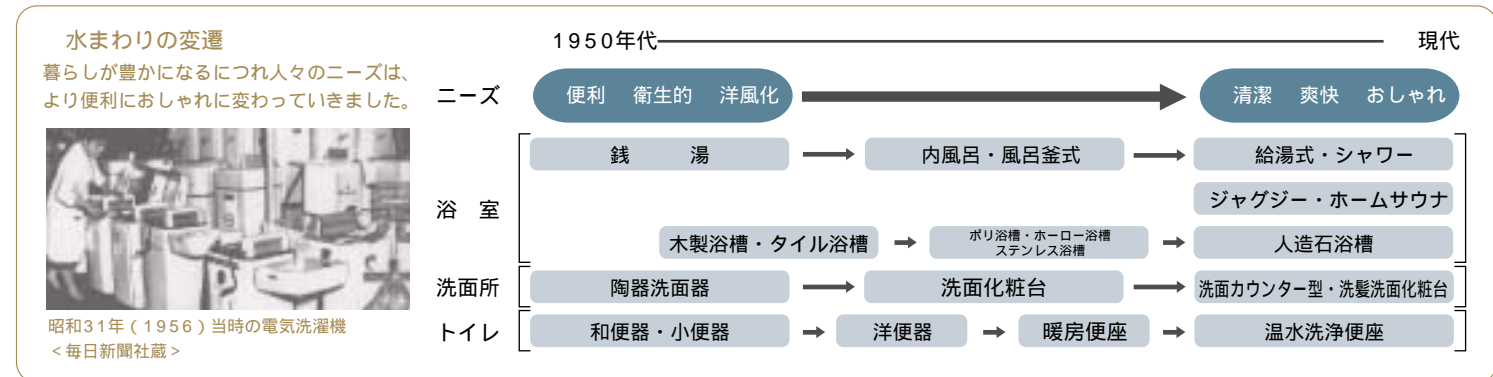 水まわりの変遷
暮らしが豊かになるにつれ人々のニーズは、
より便利におしゃれに変わっていきました。
昭和31年（1956）当時の電気洗濯機
＜毎日新聞社蔵＞
1950年代 現代
ニーズ 便利 衛生的 洋風化 清潔 爽快 おしゃれ
浴室
銭湯 内風呂・風呂釜式 給湯式・シャワー
ジャグジー・ホームサウナ
木製浴槽・タイル浴槽 ポリ浴槽・ホーロー浴槽
ステンレス浴槽 人造石浴槽
洗面所 陶器洗面器 洗面化粧台 洗面カウンター型・洗髪洗面化粧台
トイレ 和便器・小便器 洋便器 暖房便座 温水洗浄便座